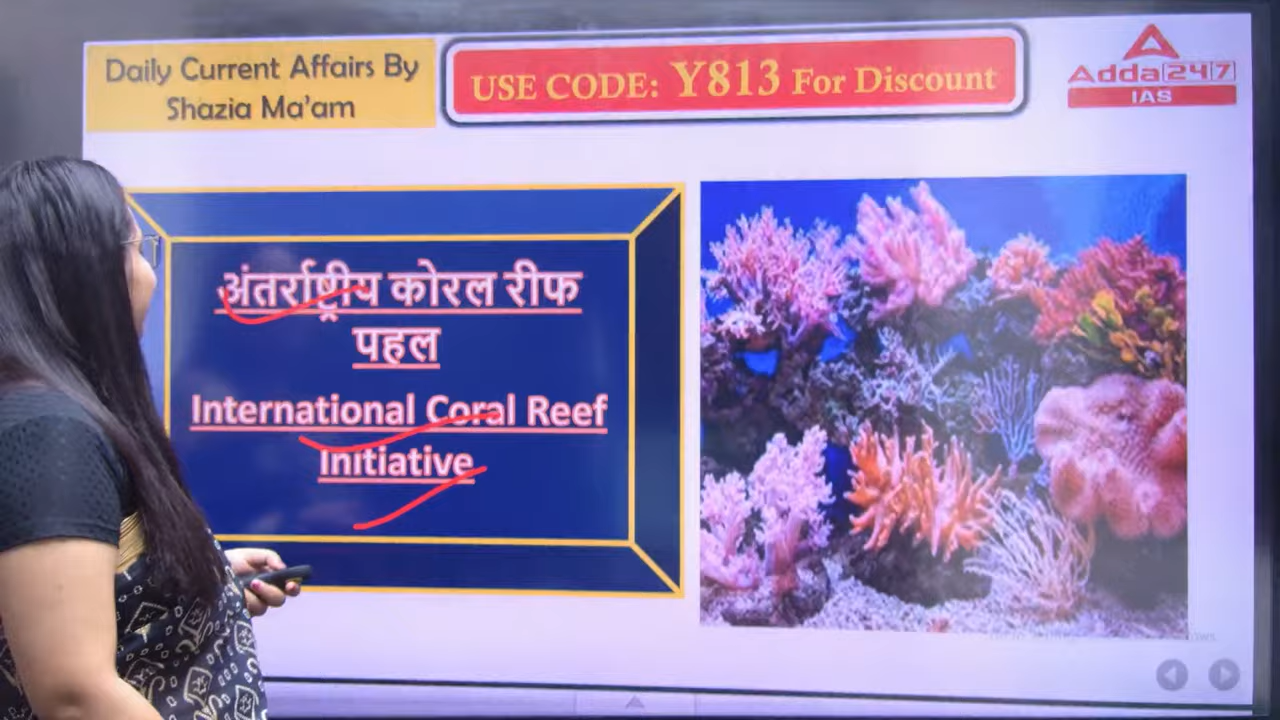 Daily Current Affairs By
Shazia Ma'am
USE CODE: Y813 For Discount
Adda247
IAS
अंतर्राष्ट्रीय कोरल रीफ
पहल
International Coral Reef
Initiative